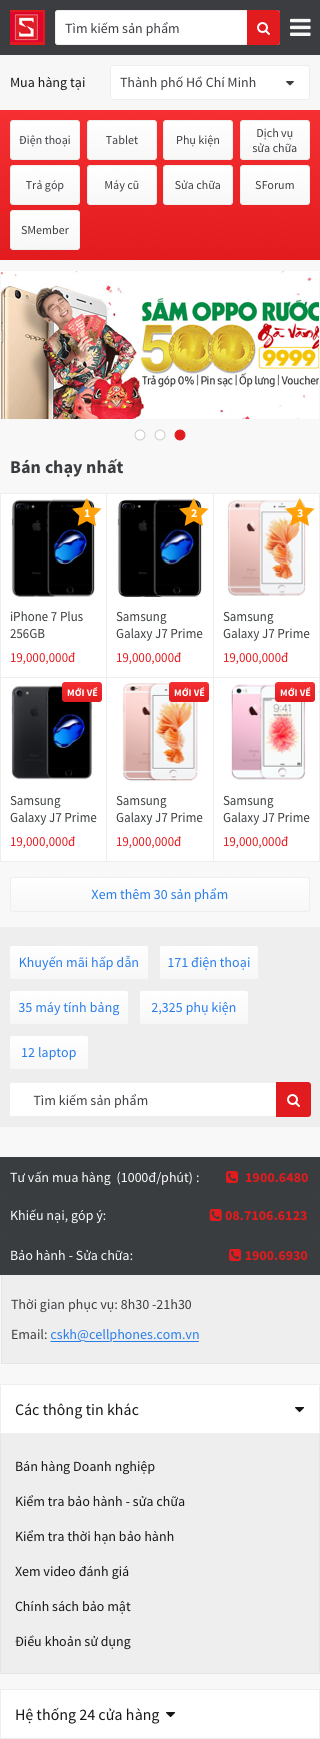 S
Tìm kiếm sản phẩm
Mua hàng tại
Thành phố Hồ Chí Minh
Điện thoại
Tablet
Phụ kiện
Dịch vụ
sửa chữa
Trả góp
Máy cũ
Sửa chữa
SForum
SMember
oppo
SẮM OPPO RƯỚC
500 gà vàng
9999
Trả góp 0% | Pin sạc | Ốp lưng | Voucher
Bán chạy nhất
1
2
3
iPhone 7 Plus
256GB
19,000,000đ
Samsung
Galaxy J7 Prime
19,000,000đ
Samsung
Galaxy J7 Prime
19,000,000đ
MỚI VỀ
MỚI VỀ
MỚI VỀ
9:41
Samsung
Galaxy J7 Prime
19,000,000đ
Samsung
Galaxy J7 Prime
19,000,000đ
Samsung
Galaxy J7 Prime
19,000,000đ
Xem thêm 30 sản phẩm
Khuyến mãi hấp dẫn
171 điện thoại
35 máy tính bảng
2,325 phụ kiện
12 laptop
Tìm kiếm sản phẩm
Tư vấn mua hàng (1000đ/phút) : 1900.6480
Khiếu nại, góp ý: 08.7106.6123
Bảo hành - Sửa chữa: 1900.6930
Thời gian phục vụ: 8h30 -21h30
Email: cskh@cellphones.com.vn
Các thông tin khác
Bán hàng Doanh nghiệp
Kiểm tra bảo hành - sửa chữa
Kiểm tra thời hạn bảo hành
Xem video đánh giá
Chính sách bảo mật
Điều khoản sử dụng
Hệ thống 24 cửa hàng